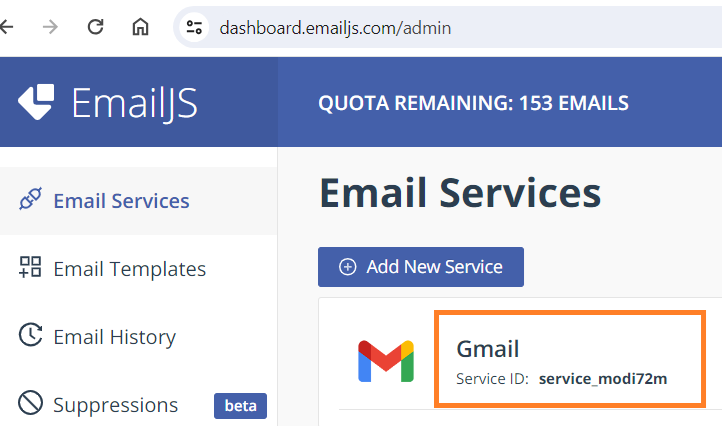 dashboard.emailjs.com/admin
EmailJS
QUOTA REMAINING: 153 EMAILS
Email Services
Email Templates
Email History
Suppressions beta
Email Services
Add New Service
Gmail
Service ID: service_modi72m